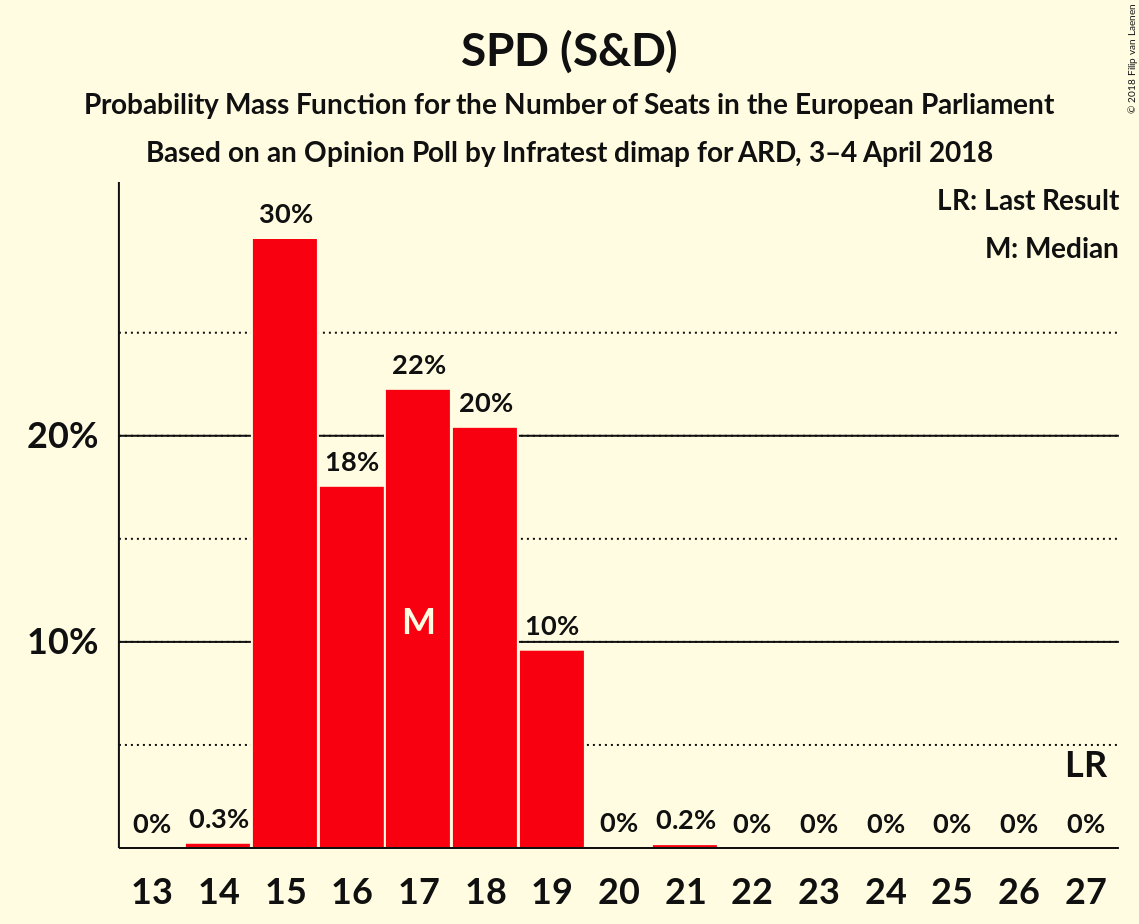 SPD (S&D)
Probability Mass Function for the Number of Seats in the European Parliament
Based on an Opinion Poll by Infratest dimap for ARD, 3–4 April 2018
© 2018 Filip van Laenen
LR: Last Result
M: Median
30%
22%
20%
20%
18%
M
10%
10%
LR
0% 0.3% 0% 0.2% 0% 0% 0% 0% 0% 0%
13 14 15 16 17 18 19 20 21 22 23 24 25 26 27